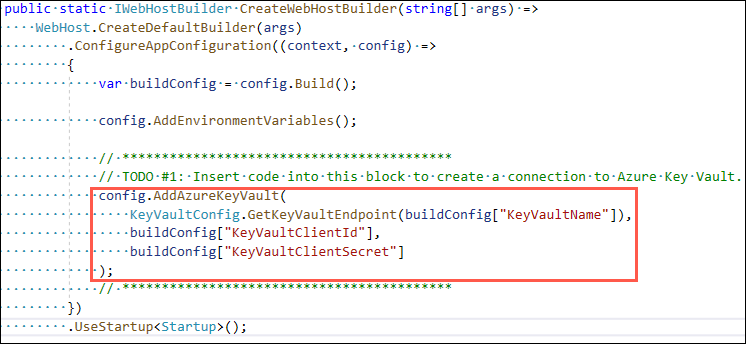 public static IWebHostBuilder CreateWebHostBuilder(string[] args) =>
WebHost.CreateDefaultBuilder(args)
.ConfigureAppConfiguration((context, config) =>
{
var buildConfig = config.Build();
config.AddEnvironmentVariables();
// ******************************************
// TODO #1: Insert code into this block to create a connection to Azure Key Vault.
config.AddAzureKeyVault(
KeyVaultConfig.GetKeyVaultEndpoint(buildConfig["KeyVaultName"]),
buildConfig["KeyVaultClientId"],
buildConfig["KeyVaultClientSecret"]
);
// ******************************************
})
.UseStartup<Startup>();